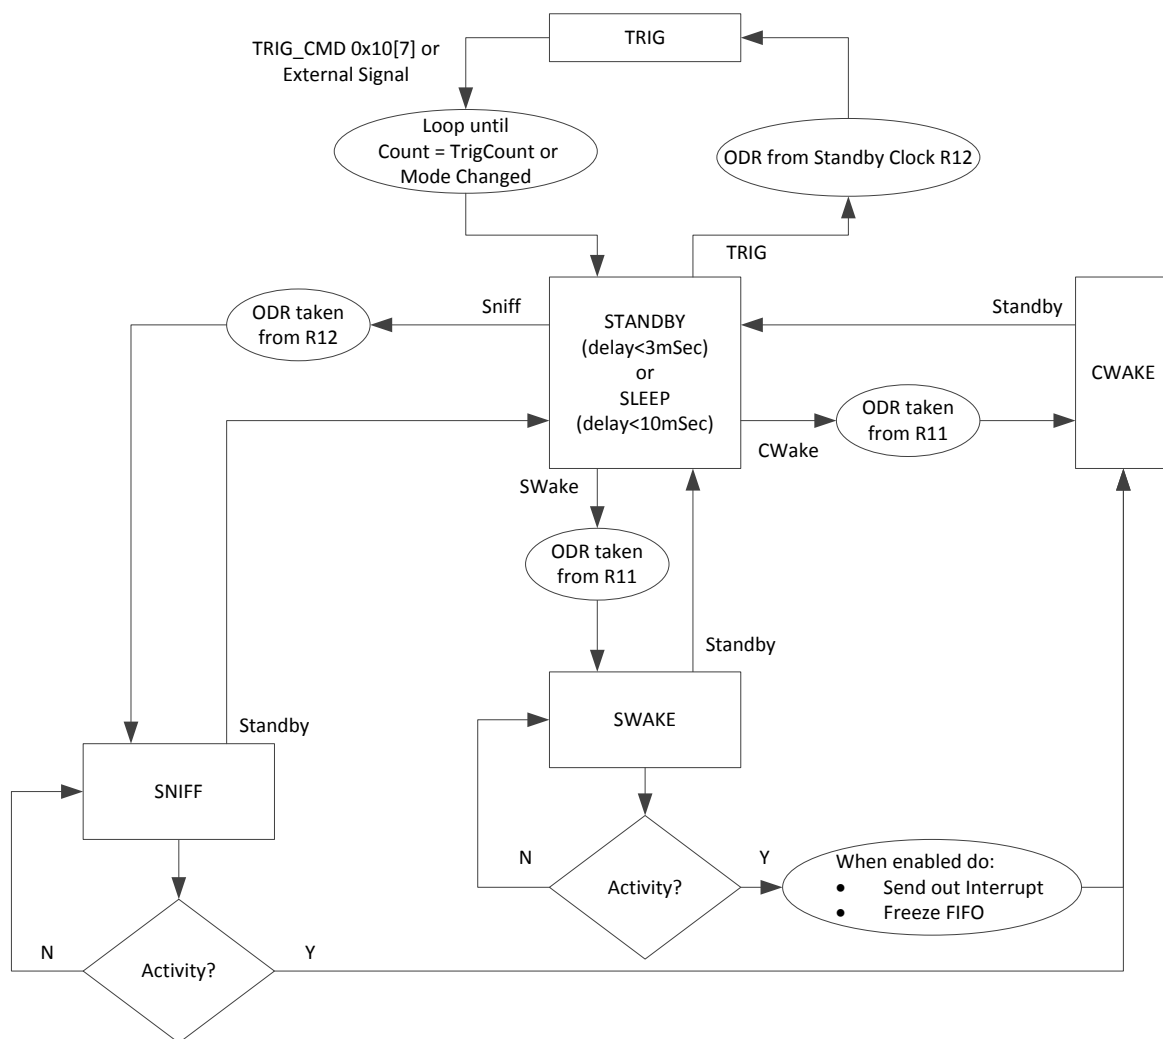 TRIG
TRIG_CMD 0x10[7] or
External Signal
Loop until
Count = TrigCount or
Mode Changed
ODR from Standby Clock R12
TRIG
Sniff
ODR taken
from R12
STANDBY
(delay<3mSec)
or
SLEEP
(delay<10mSec)
Standby
CWAKE
ODR taken
from R11
CWake
SWake
ODR taken
from R11
Standby
SWAKE
Standby
SNIFF
N
Activity?
Y
When enabled do:
● Send out Interrupt
● Freeze FIFO
N
Activity?
Y